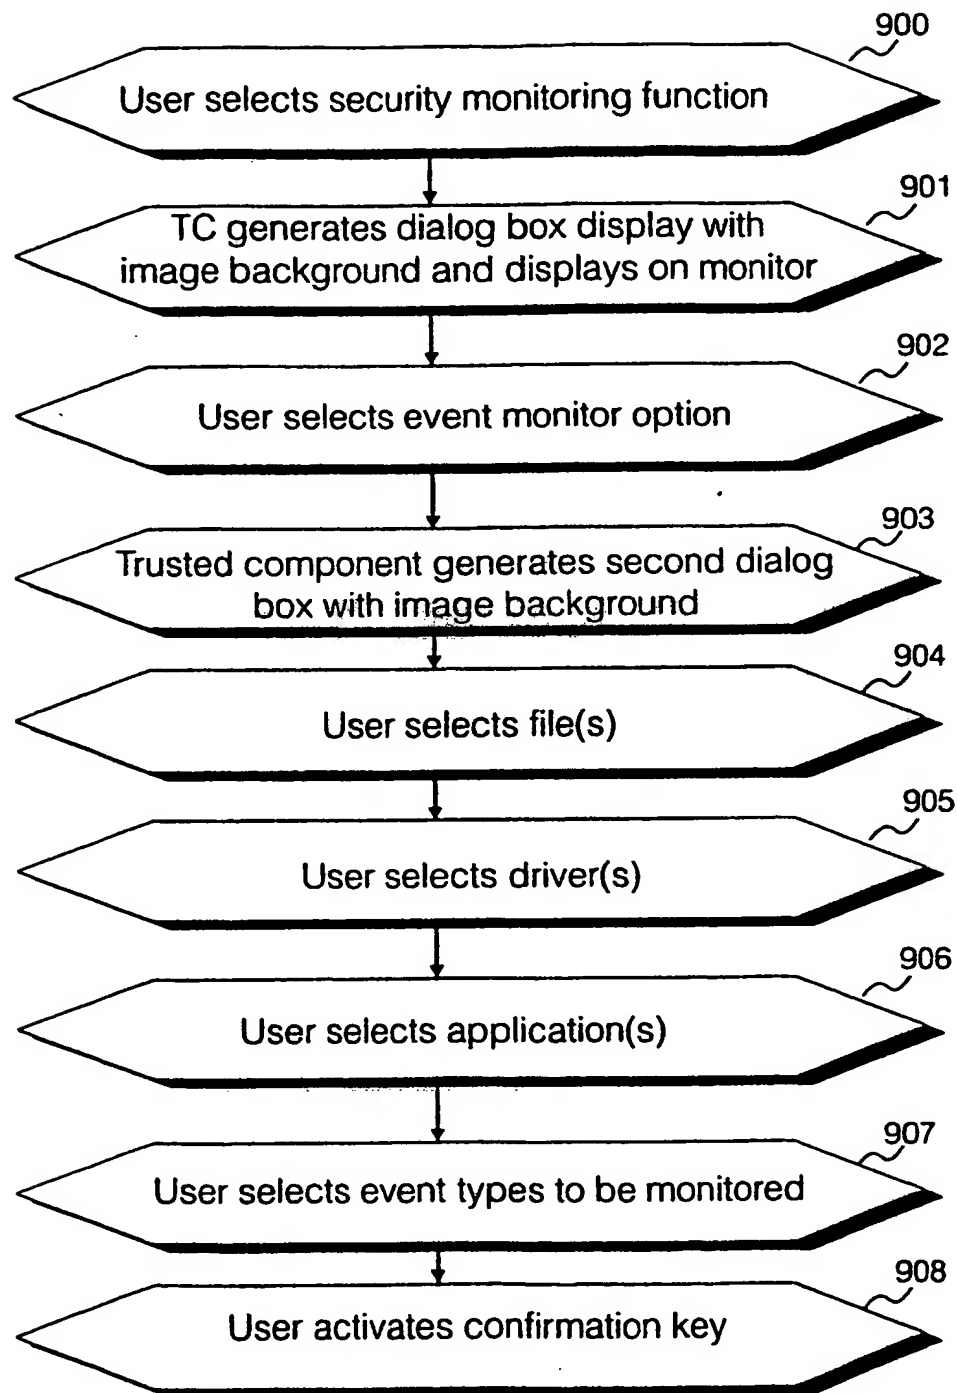 900
User selects security monitoring function
901
TC generates dialog box display with
image background and displays on monitor
902
User selects event monitor option
903
Trusted component generates second dialog
box with image background
904
User selects file(s)
905
User selects driver(s)
906
User selects application(s)
907
User selects event types to be monitored
908
User activates confirmation key